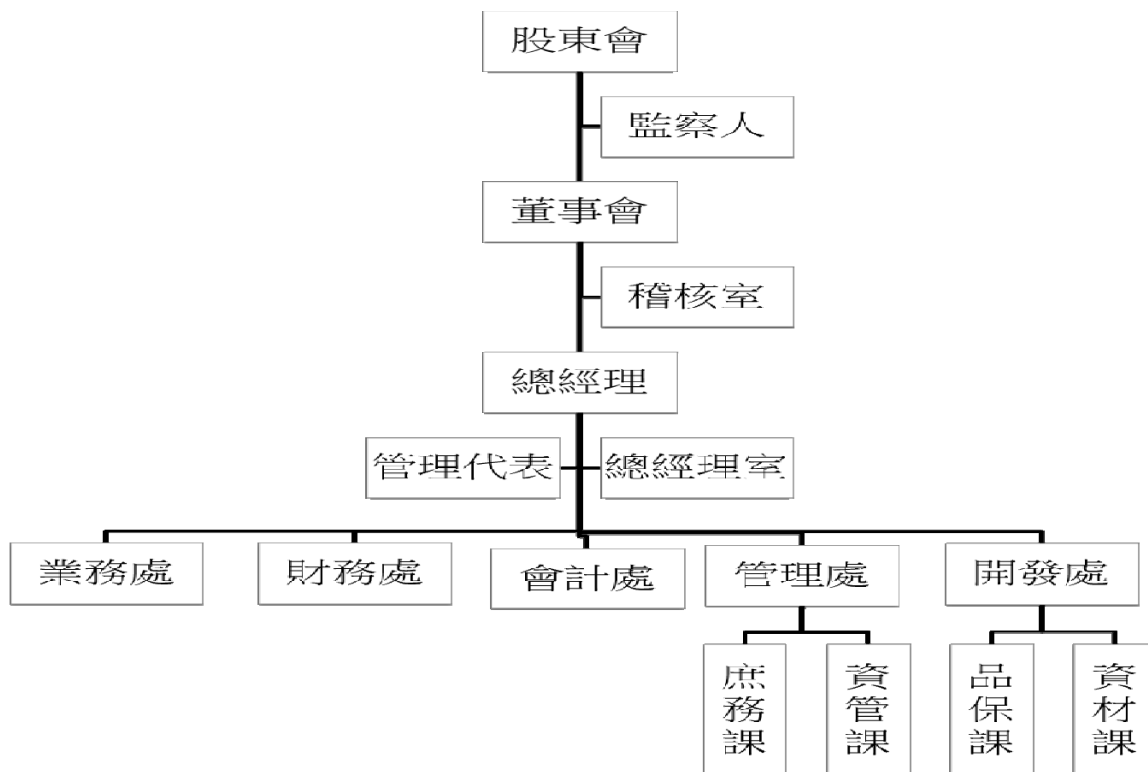 股東會
監察人
董事會
稽核室
總經理
管理代表
總經理室
業務處
財務處
會計處
管理處
開發處
庶務課
資管課
品保課
資材課